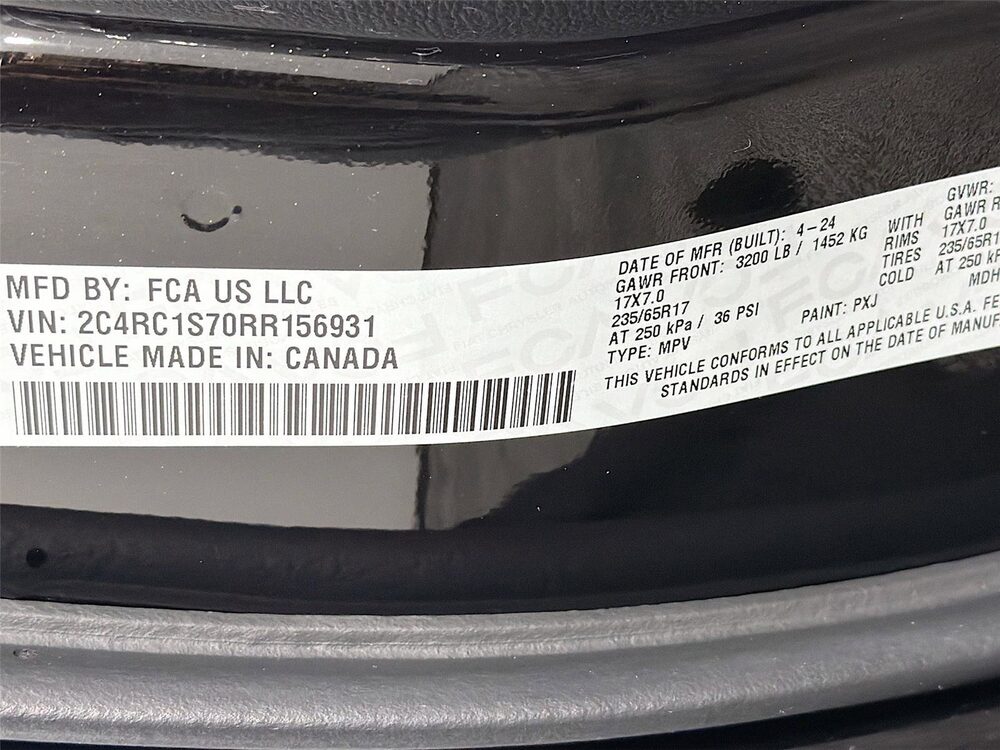 MFD BY: FCA US LLC
VIN: 2C4RC1S70RR156931
VEHICLE MADE IN: CANADA
DATE OF MFR (BUILT): 4-24
GAWR FRONT: 3200 LB / 1452 KG
17X7.0
235/65R17
AT 250 kPa / 36 PSI
TYPE: MPV
PAINT: PXJ
WITH
RIMS
TIRES
COLD
GVWR:
GAWR R
17X7.0
235/65R1
AT 250 kP
MDH
THIS VEHICLE CONFORMS TO ALL APPLICABLE U.S.A. FE
STANDARDS IN EFFECT ON THE DATE OF MANUF